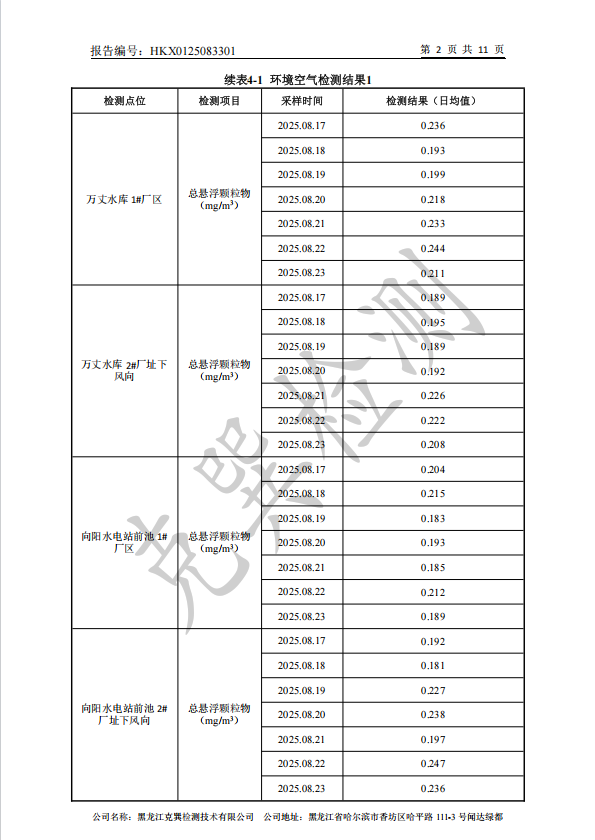 报告编号：HKX0125083301 第 2 页 共 11 页
续表4-1 环境空气检测结果1
检测点位 检测项目 采样时间 检测结果（日均值）
万丈水库 1#厂区 总悬浮颗粒物（mg/m³）
2025.08.17 0.236
2025.08.18 0.193
2025.08.19 0.199
2025.08.20 0.218
2025.08.21 0.233
2025.08.22 0.244
2025.08.23 0.211
万丈水库 2#厂址下
风向
总悬浮颗粒物
（mg/m³）
2025.08.17 0.189
2025.08.18 0.195
2025.08.19 0.189
2025.08.20 0.192
2025.08.21 0.226
2025.08.22 0.222
2025.08.23 0.208
向阳水电站前池 1#
厂区
总悬浮颗粒物
（mg/m³）
2025.08.17 0.204
2025.08.18 0.215
2025.08.19 0.183
2025.08.20 0.193
2025.08.21 0.185
2025.08.22 0.212
2025.08.23 0.189
向阳水电站前池 2#
厂址下风向
总悬浮颗粒物
（mg/m³）
2025.08.17 0.192
2025.08.18 0.181
2025.08.19 0.227
2025.08.20 0.238
2025.08.21 0.197
2025.08.22 0.247
2025.08.23 0.236
克巽检测
公司名称：黑龙江克巽检测技术有限公司 公司地址：黑龙江省哈尔滨市香坊区哈平路 111-3 号闻达绿都